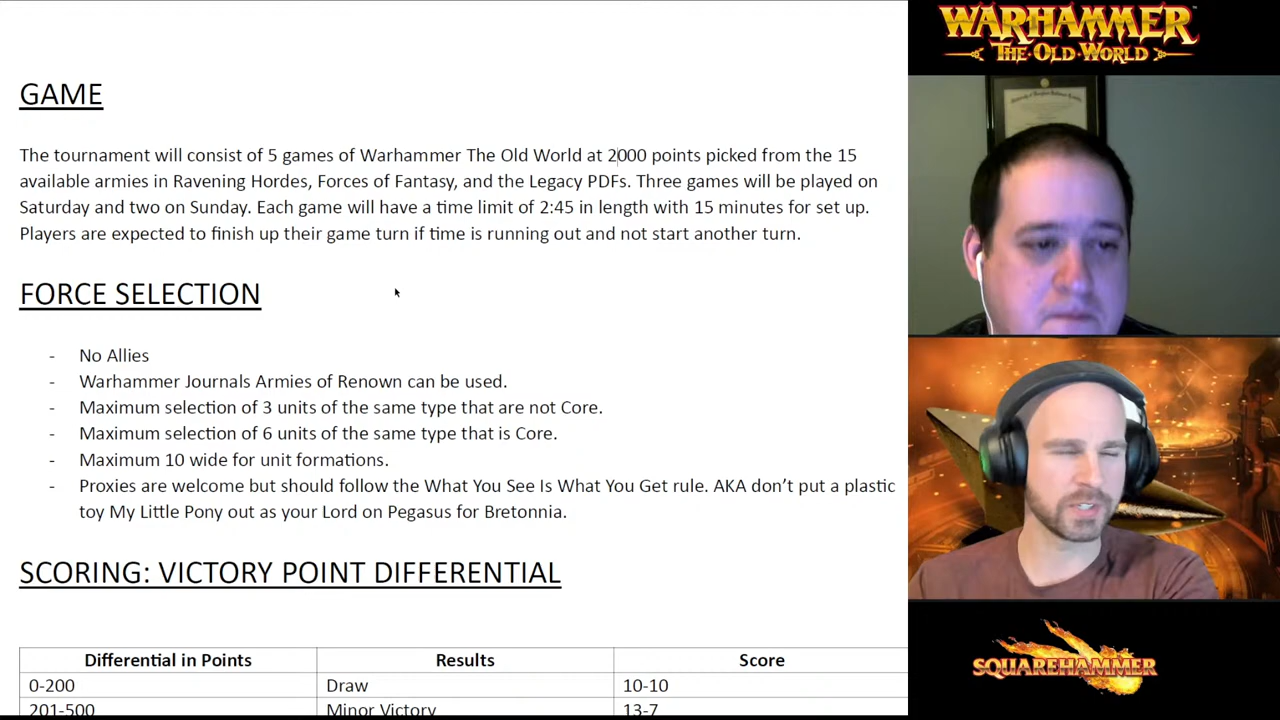 GAME
The tournament will consist of 5 games of Warhammer The Old World at 2000 points picked from the 15
available armies in Ravening Hordes, Forces of Fantasy, and the Legacy PDFs. Three games will be played on
Saturday and two on Sunday. Each game will have a time limit of 2:45 in length with 15 minutes for set up.
Players are expected to finish up their game turn if time is running out and not start another turn.
FORCE SELECTION
- No Allies
- Warhammer Journals Armies of Renown can be used.
- Maximum selection of 3 units of the same type that are not Core.
- Maximum selection of 6 units of the same type that is Core.
- Maximum 10 wide for unit formations.
- Proxies are welcome but should follow the What You See Is What You Get rule. AKA don’t put a plastic
toy My Little Pony out as your Lord on Pegasus for Bretonnia.
SCORING: VICTORY POINT DIFFERENTIAL
Differential in Points Results Score
0-200 Draw 10-10
201-500 Minor Victory 13-7
WARHAMMER
THE OLD WORLD
SQUAREHAMMER